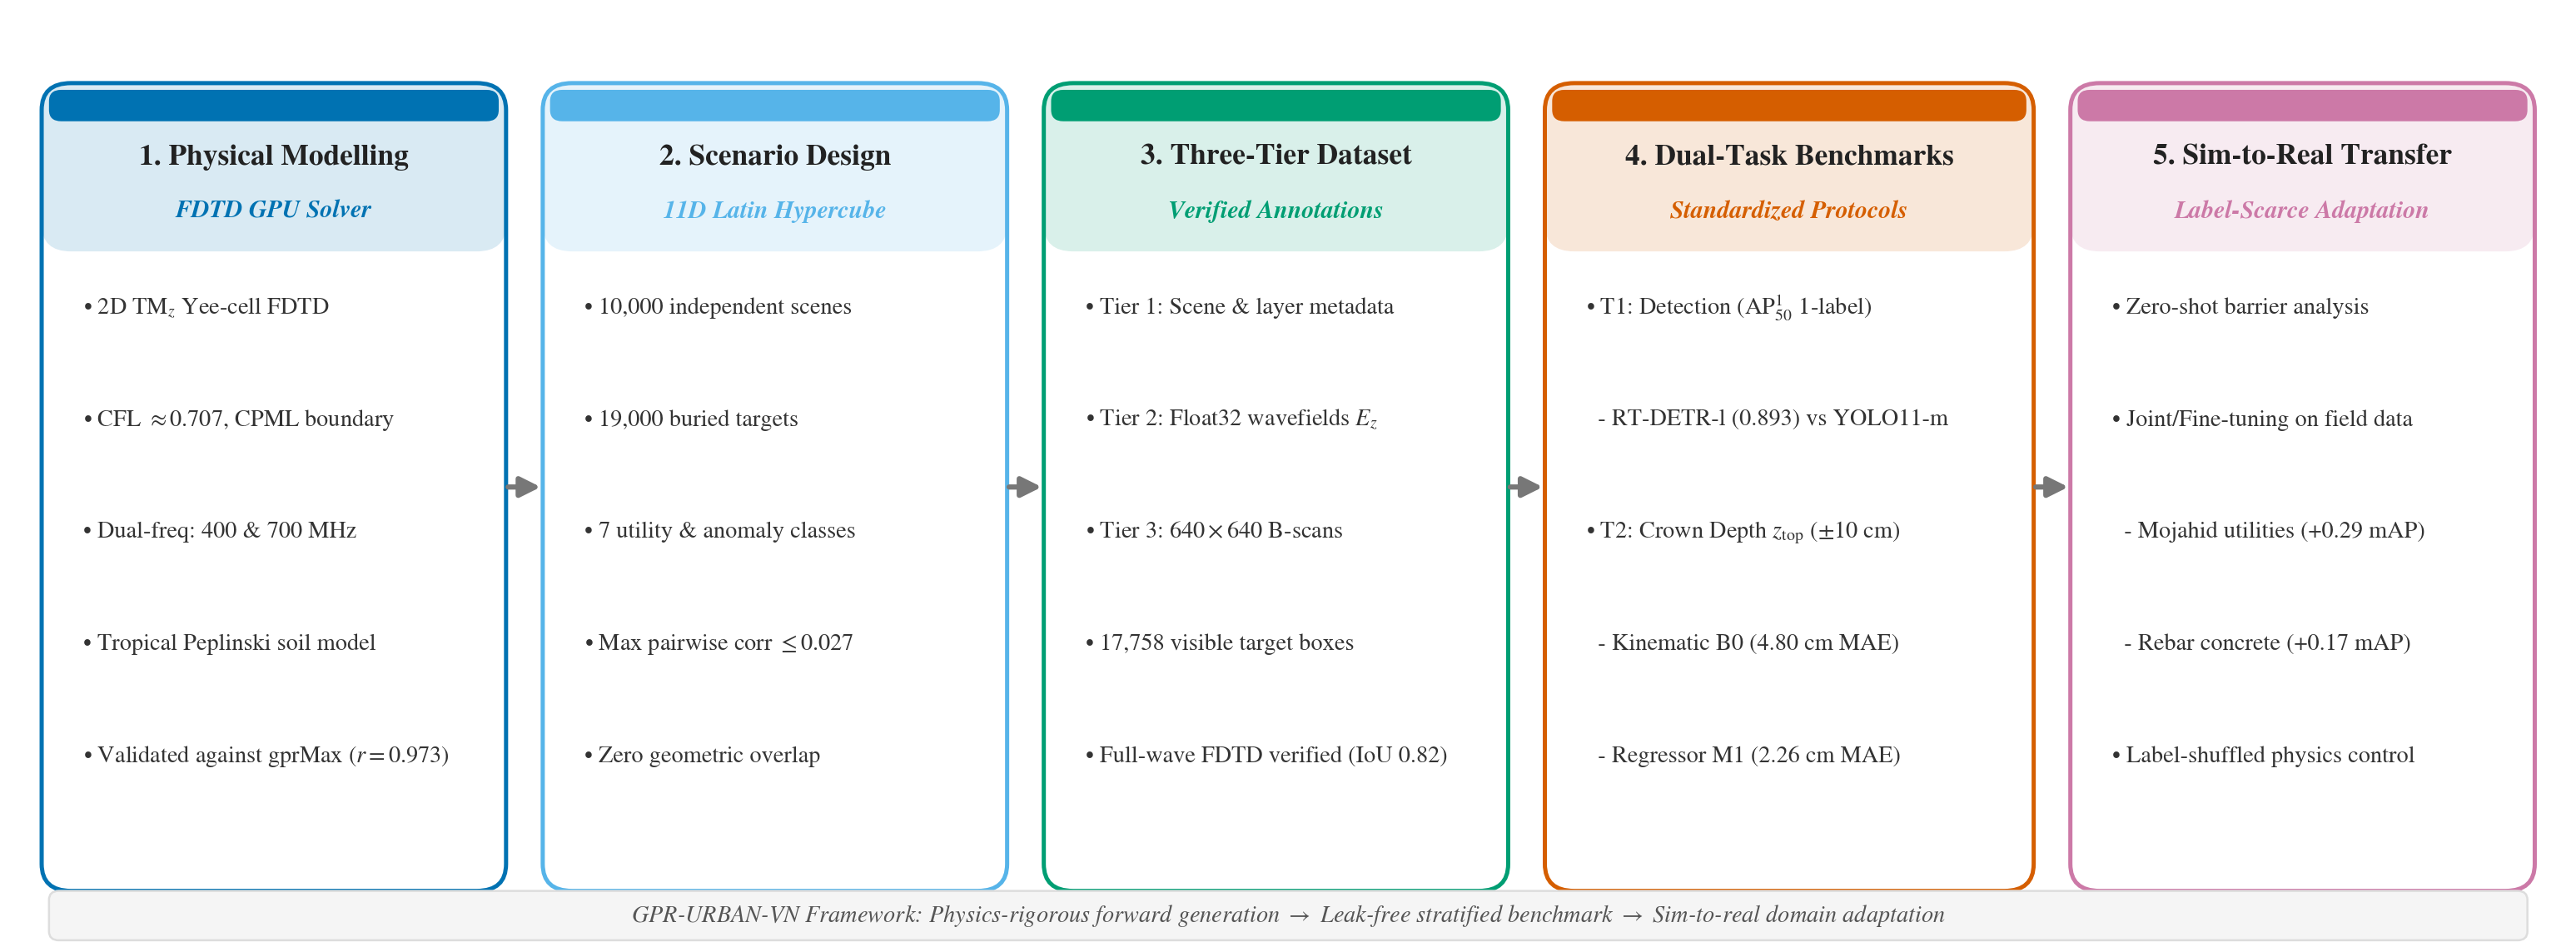 1. Physical Modelling
FDTD GPU Solver
• 2D TM_z Yee-cell FDTD
• CFL ≈0.707, CPML boundary
• Dual-freq: 400 & 700 MHz
• Tropical Peplinski soil model
• Validated against gprMax (r=0.973)
2. Scenario Design
11D Latin Hypercube
• 10,000 independent scenes
• 19,000 buried targets
• 7 utility & anomaly classes
• Max pairwise corr ≤0.027
• Zero geometric overlap
3. Three-Tier Dataset
Verified Annotations
• Tier 1: Scene & layer metadata
• Tier 2: Float32 wavefields E_z
• Tier 3: 640×640 B-scans
• 17,758 visible target boxes
• Full-wave FDTD verified (IoU 0.82)
4. Dual-Task Benchmarks
Standardized Protocols
• T1: Detection (AP^1_50 1-label)
- RT-DETR-l (0.893) vs YOLO11-m
• T2: Crown Depth z_top (±10 cm)
- Kinematic B0 (4.80 cm MAE)
- Regressor M1 (2.26 cm MAE)
5. Sim-to-Real Transfer
Label-Scarce Adaptation
• Zero-shot barrier analysis
• Joint/Fine-tuning on field data
- Mojahid utilities (+0.29 mAP)
- Rebar concrete (+0.17 mAP)
• Label-shuffled physics control
GPR-URBAN-VN Framework: Physics-rigorous forward generation → Leak-free stratified benchmark → Sim-to-real domain adaptation